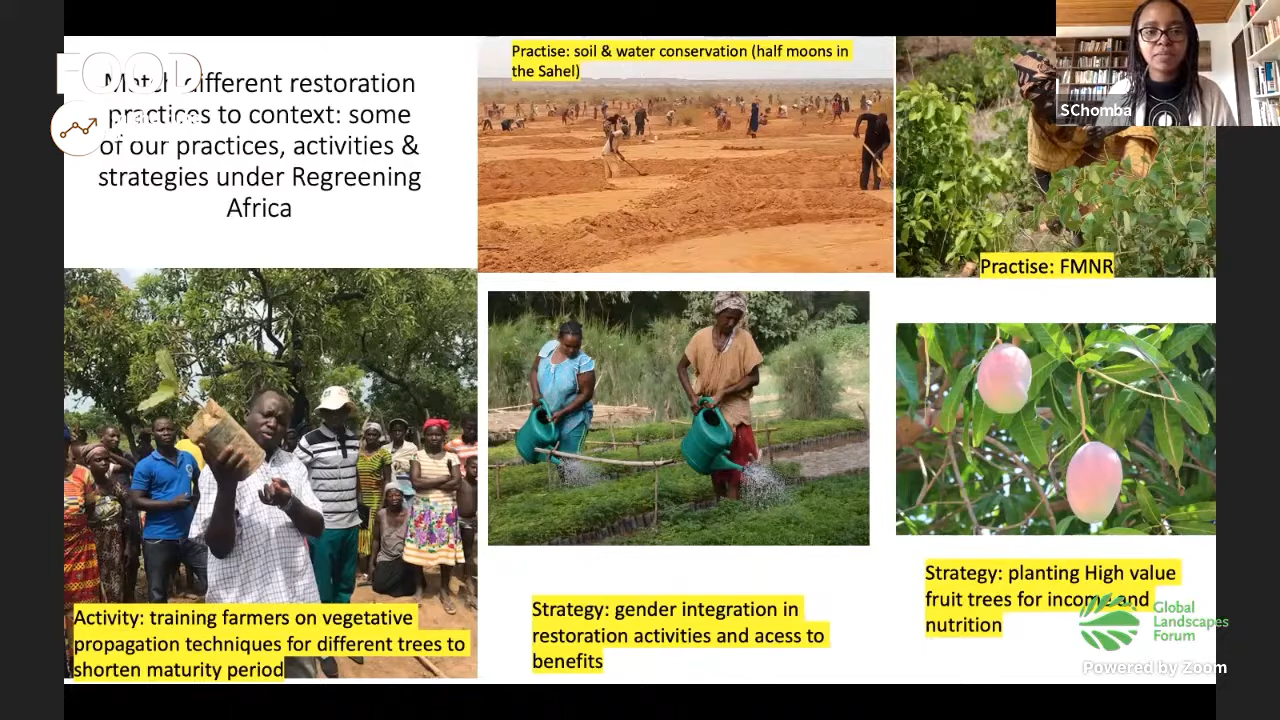 FOOD
Match different restoration
practices to context: some
of our practices, activities &
strategies under Regreening
Africa
Practise: soil & water conservation (half moons in
the Sahel)
SChomba
Practise: FMNR
Activity: training farmers on vegetative
propagation techniques for different trees to
shorten maturity period
Strategy: gender integration in
restoration activities and acess to
benefits
Strategy: planting High value
fruit trees for income and
nutrition
Global
Landscapes
Forum
Powered by Zoom